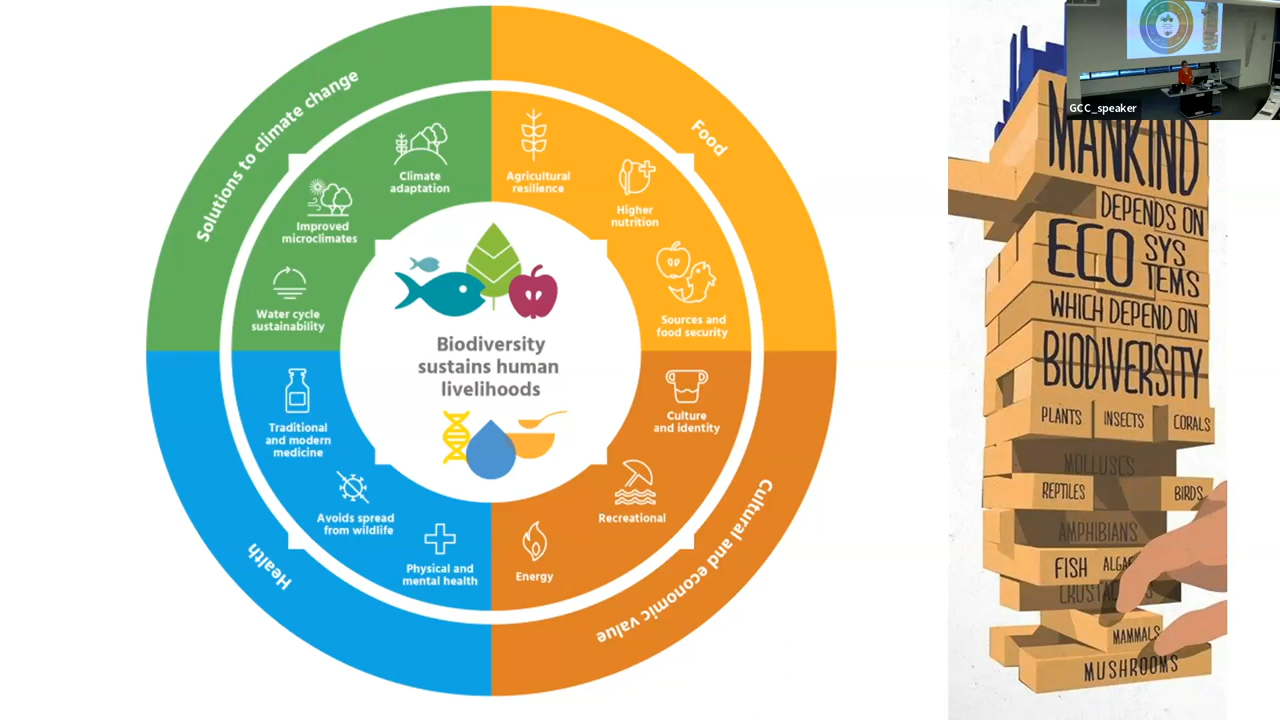 Solutions to climate change
Climate
adaptation
Improved
microclimates
Water cycle
sustainability
Food
Agricultural
resilience
Higher
nutrition
Sources and
food security
Biodiversity
sustains human
livelihoods
Health
Traditional
and modern
medicine
Avoids spread
from wildlife
Physical and
mental health
Cultural and economic value
Culture
and identity
Recreational
Energy
GCC_speaker
MANKIND
DEPENDS ON
ECO SYS
TEMS
WHICH DEPEND ON
BIODIVERSITY
PLANTS INSECTS CORALS
MOLLUSCS
REPTILES BIRDS
AMPHIBIANS
FISH ALGAE
MAMMALS
MUSHROOMS